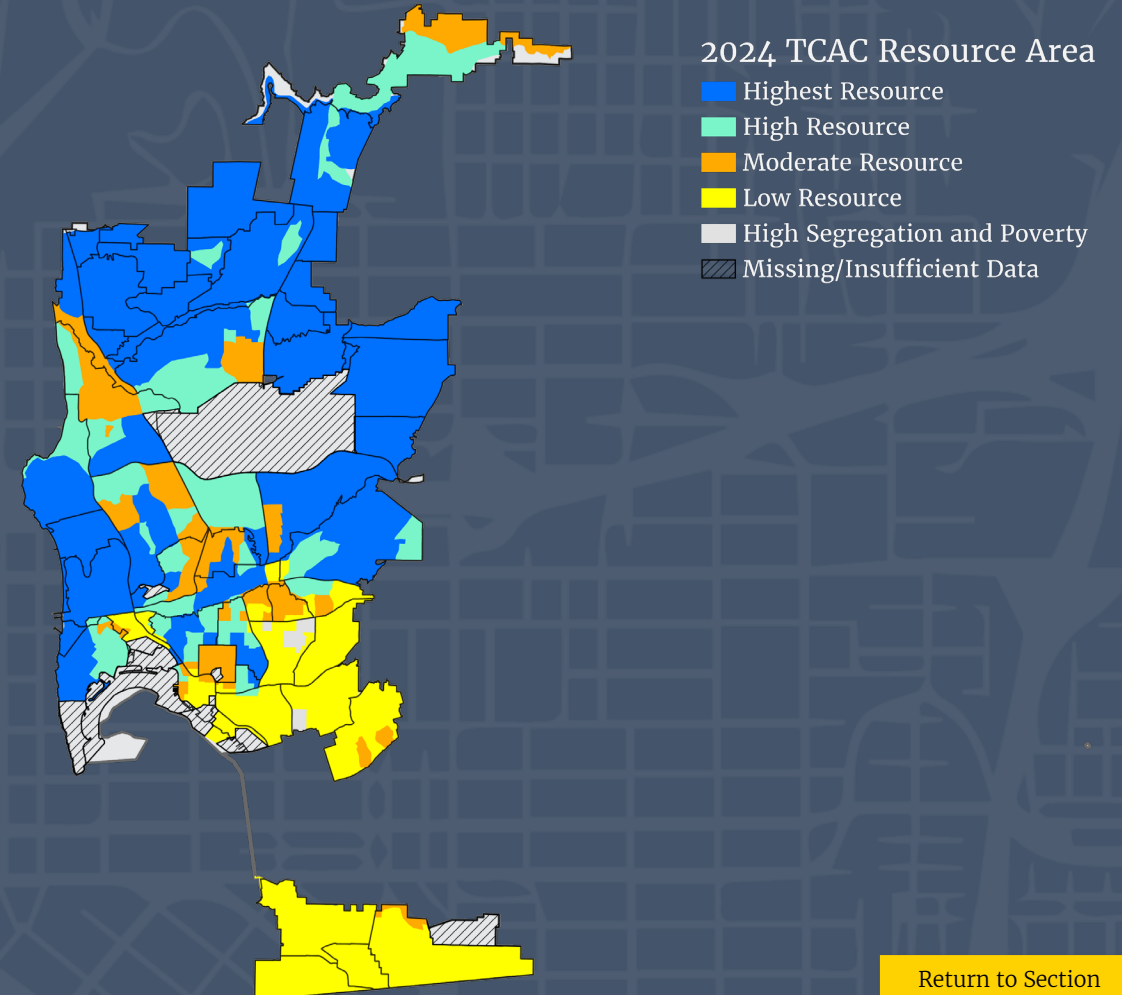 2024 TCAC Resource Area
Highest Resource
High Resource
Moderate Resource
Low Resource
High Segregation and Poverty
Missing/Insufficient Data
Return to Section